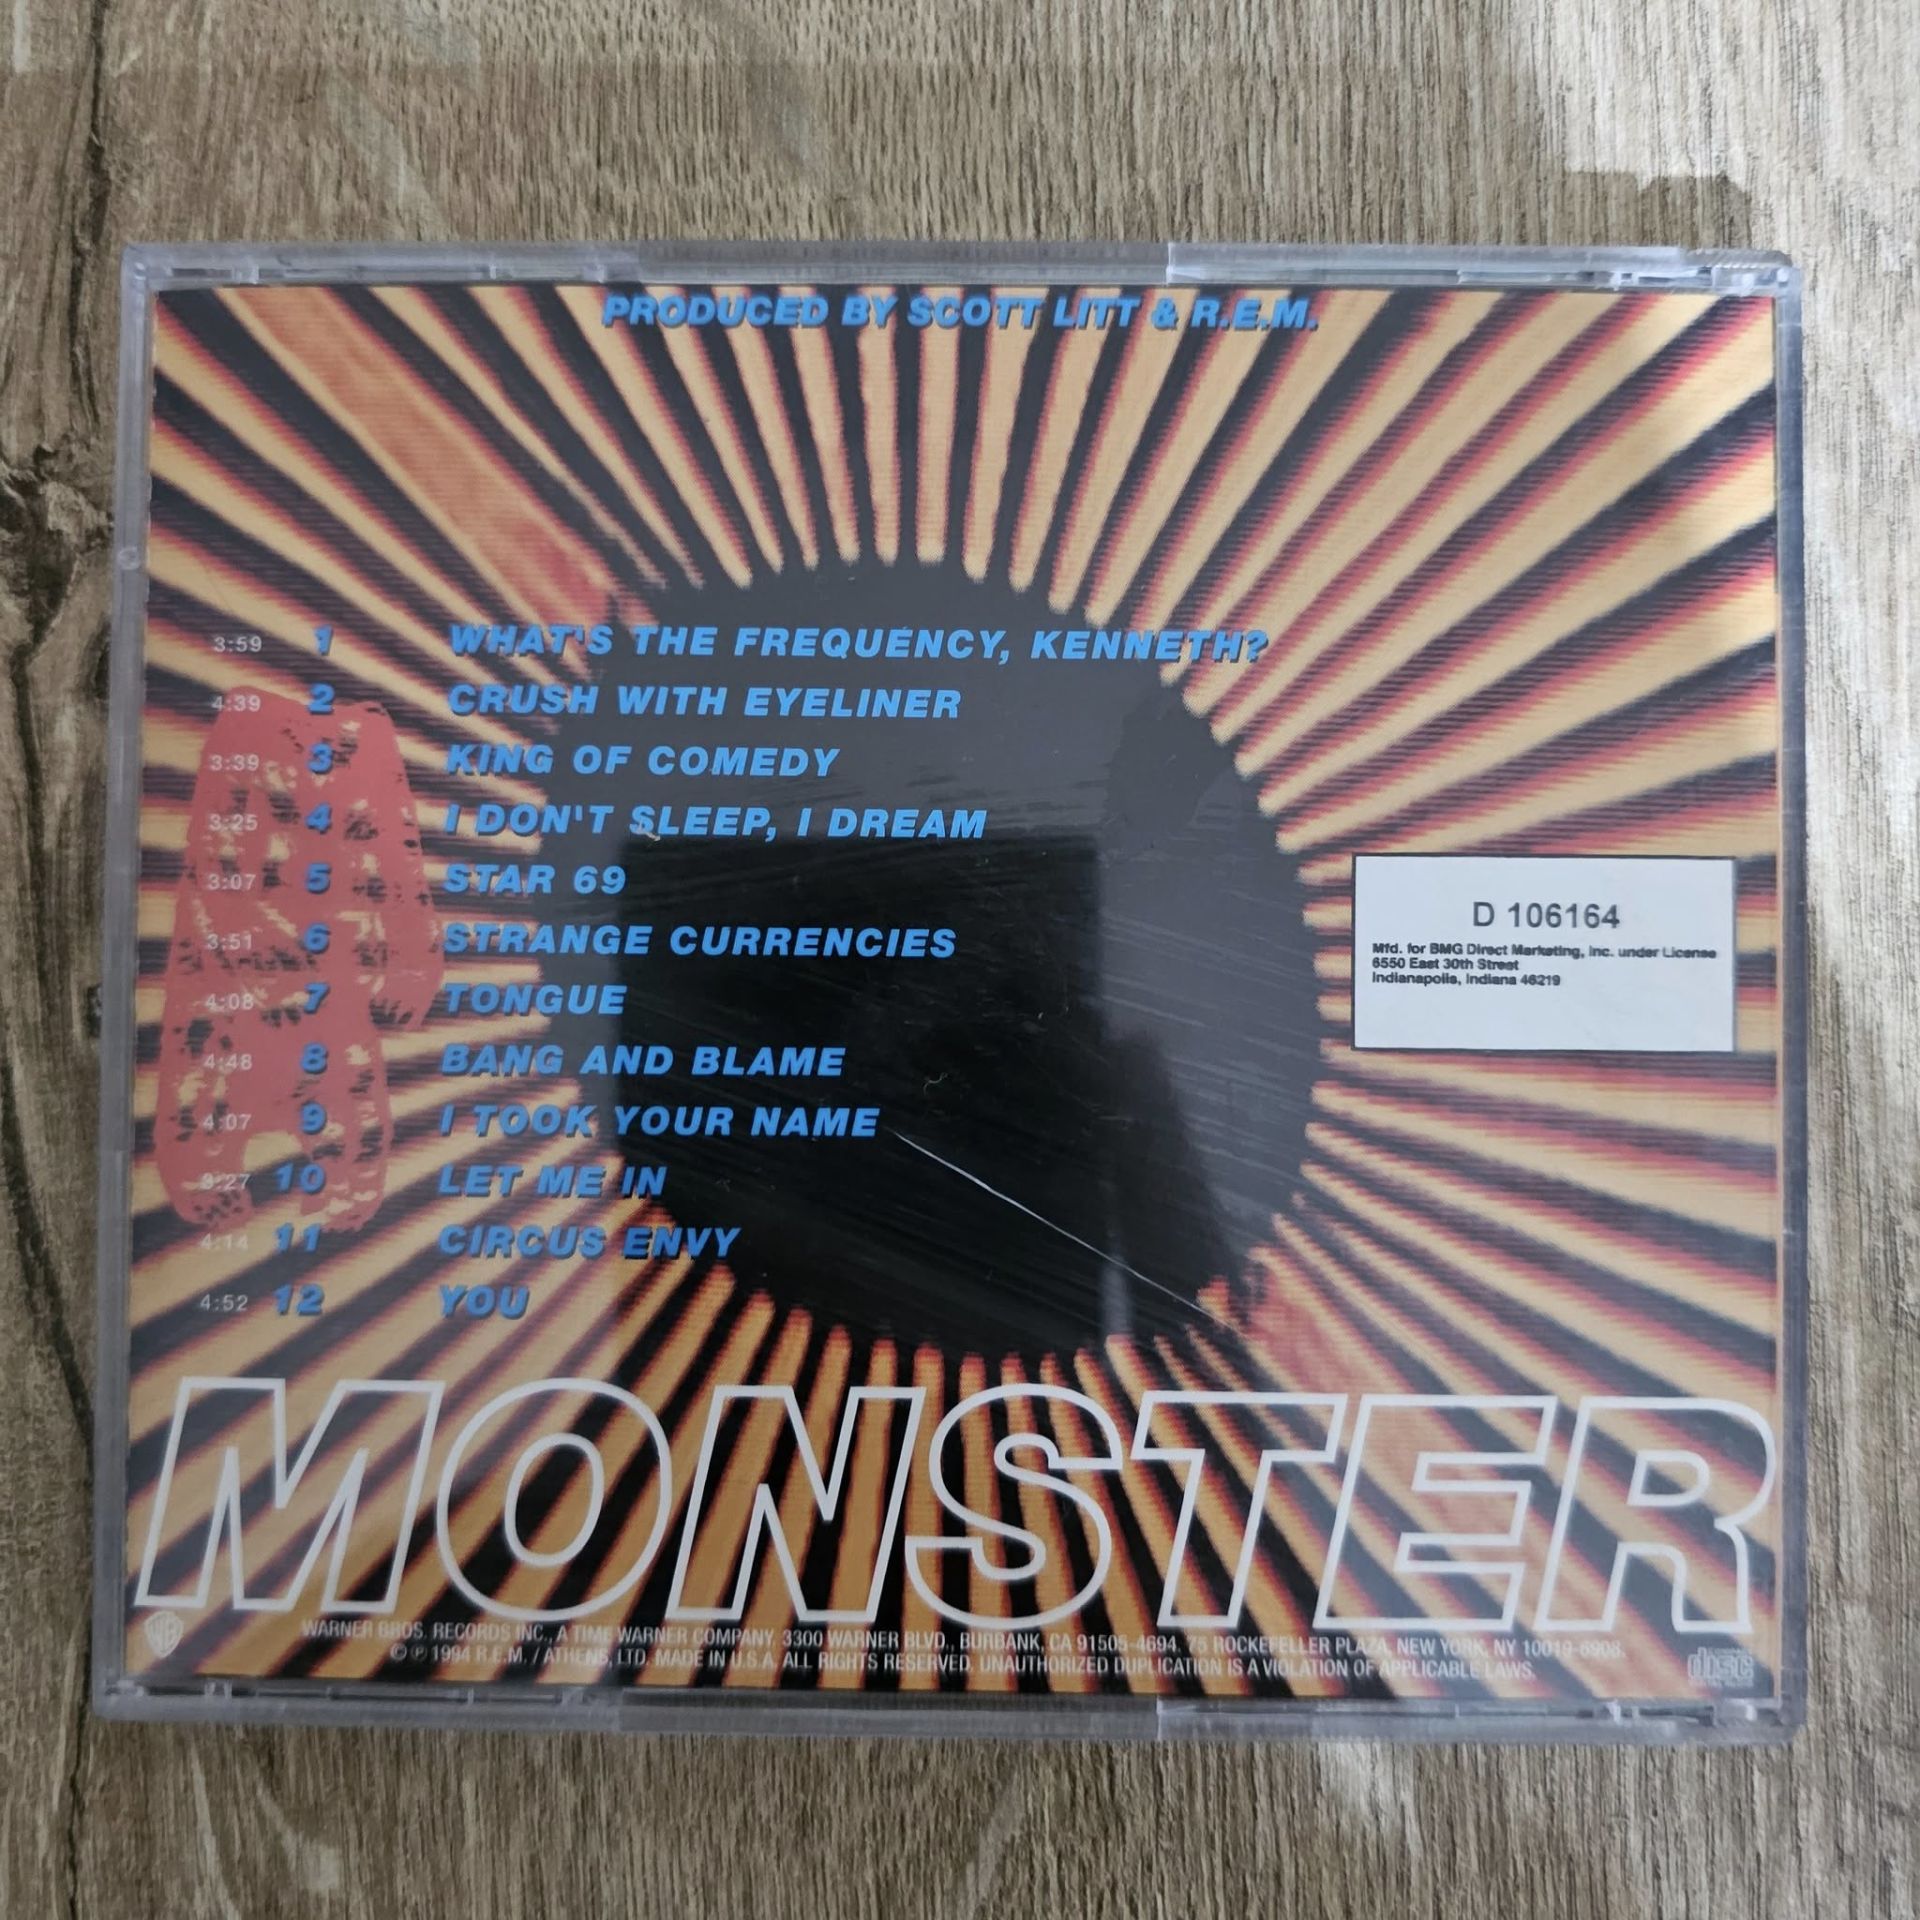 PRODUCED BY SCOTT LITT & R.E.M.
3:59 1 WHAT'S THE FREQUENCY, KENNETH?
4:39 2 CRUSH WITH EYELINER
3:39 3 KING OF COMEDY
3:25 4 I DON'T SLEEP, I DREAM
3:07 5 STAR 69
3:51 6 STRANGE CURRENCIES
4:08 7 TONGUE
4:48 8 BANG AND BLAME
4:07 9 I TOOK YOUR NAME
3:27 10 LET ME IN
4:14 11 CIRCUS ENVY
4:52 12 YOU
D 106164
Mfd. for BMG Direct Marketing, Inc. under License
6550 East 30th Street
Indianapolis, Indiana 46219
MONSTER
WARNER BROS. RECORDS INC., A TIME WARNER COMPANY. 3300 WARNER BLVD., BURBANK, CA 91505-4694. 75 ROCKEFELLER PLAZA, NEW YORK, NY 10019-6908.
© ℗ 1994 R.E.M. / ATHENS, LTD. MADE IN U.S.A. ALL RIGHTS RESERVED. UNAUTHORIZED DUPLICATION IS A VIOLATION OF APPLICABLE LAWS.
disc